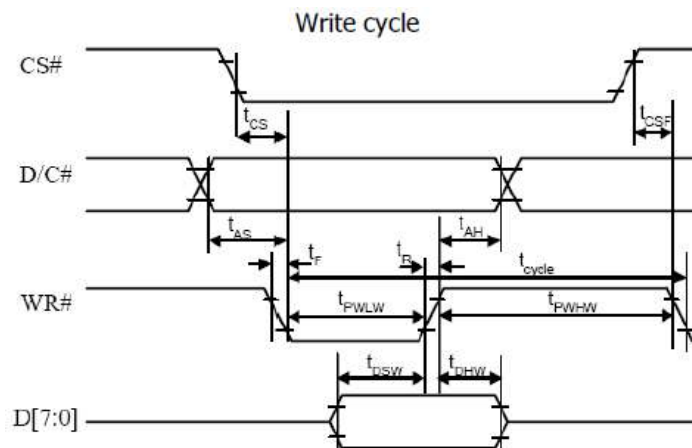 Write cycle
CS#
tCS
tCSF
D/C#
tAS
tAH
tF
tR
tcycle
WR#
tPWLW
tPWHW
tDSW
tDHW
D[7:0]